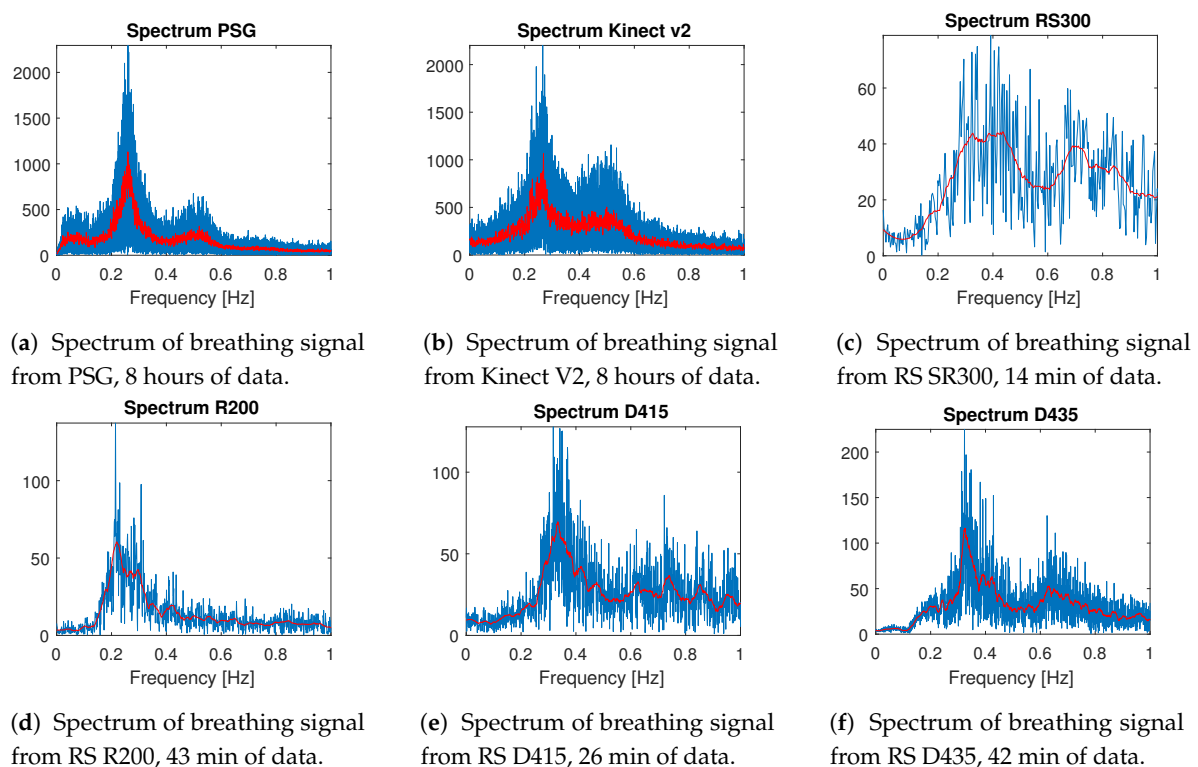 Spectrum PSG
2000
1500
1000
500
0
0 0.2 0.4 0.6 0.8 1
Frequency [Hz]
(a) Spectrum of breathing signal
from PSG, 8 hours of data.
Spectrum Kinect v2
2000
1500
1000
500
0
0 0.2 0.4 0.6 0.8 1
Frequency [Hz]
(b) Spectrum of breathing signal
from Kinect V2, 8 hours of data.
Spectrum RS300
80
60
40
20
0
0 0.2 0.4 0.6 0.8 1
Frequency [Hz]
(c) Spectrum of breathing signal
from RS SR300, 14 min of data.
Spectrum R200
100
50
0
0 0.2 0.4 0.6 0.8 1
Frequency [Hz]
(d) Spectrum of breathing signal
from RS R200, 43 min of data.
Spectrum D415
100
50
0
0 0.2 0.4 0.6 0.8 1
Frequency [Hz]
(e) Spectrum of breathing signal
from RS D415, 26 min of data.
Spectrum D435
200
150
100
50
0
0 0.2 0.4 0.6 0.8 1
Frequency [Hz]
(f) Spectrum of breathing signal
from RS D435, 42 min of data.